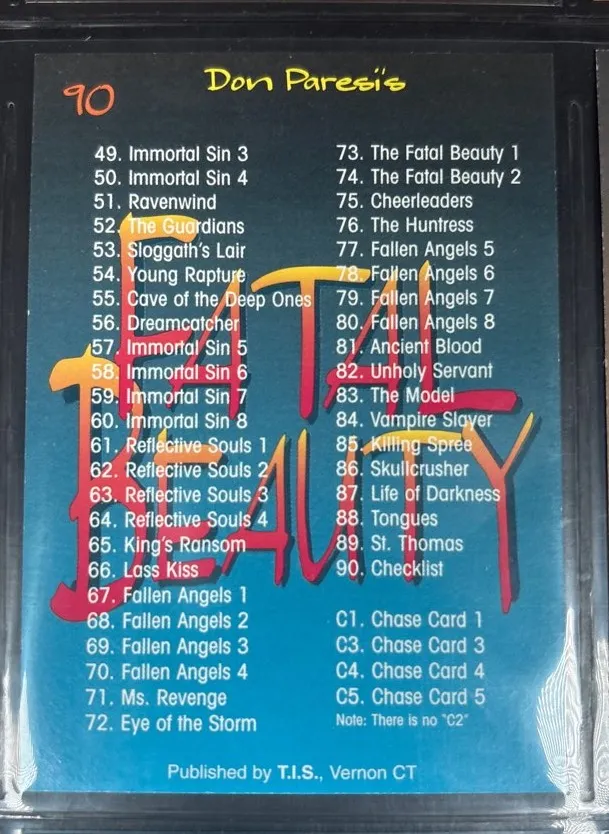 90
Don Paresi's
FATAL
BEAUTY
49. Immortal Sin 3
50. Immortal Sin 4
51. Ravenwind
52. The Guardians
53. Sloggath's Lair
54. Young Rapture
55. Cave of the Deep Ones
56. Dreamcatcher
57. Immortal Sin 5
58. Immortal Sin 6
59. Immortal Sin 7
60. Immortal Sin 8
61. Reflective Souls 1
62. Reflective Souls 2
63. Reflective Souls 3
64. Reflective Souls 4
65. King's Ransom
66. Lass Kiss
67. Fallen Angels 1
68. Fallen Angels 2
69. Fallen Angels 3
70. Fallen Angels 4
71. Ms. Revenge
72. Eye of the Storm
73. The Fatal Beauty 1
74. The Fatal Beauty 2
75. Cheerleaders
76. The Huntress
77. Fallen Angels 5
78. Fallen Angels 6
79. Fallen Angels 7
80. Fallen Angels 8
81. Ancient Blood
82. Unholy Servant
83. The Model
84. Vampire Slayer
85. Killing Spree
86. Skullcrusher
87. Life of Darkness
88. Tongues
89. St. Thomas
90. Checklist
C1. Chase Card 1
C3. Chase Card 3
C4. Chase Card 4
C5. Chase Card 5
Note: There is no "C2"
Published by T.I.S., Vernon CT